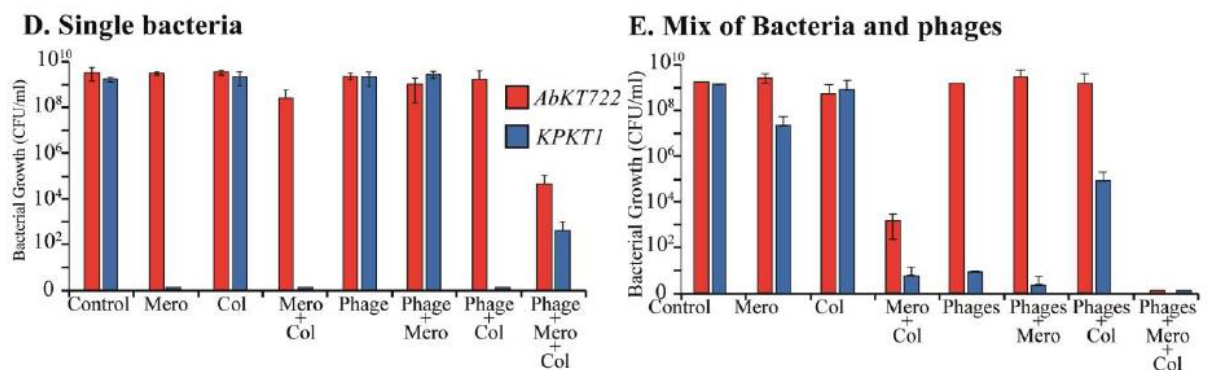 D. Single bacteria
Bacterial Growth (CFU/ml)
10^10
10^8
10^6
10^4
10^2
0
Control
Mero
Col
Mero
+
Col
Phage
Phage
+
Mero
Phage
+
Col
Phage
+
Mero
+
Col
AbKT722
KPKT1
E. Mix of Bacteria and phages
Bacterial Growth (CFU/ml)
10^10
10^8
10^6
10^4
10^2
0
Control
Mero
Col
Mero
+
Col
Phages
Phages
+
Mero
Phages
+
Col
Phages
+
Mero
+
Col